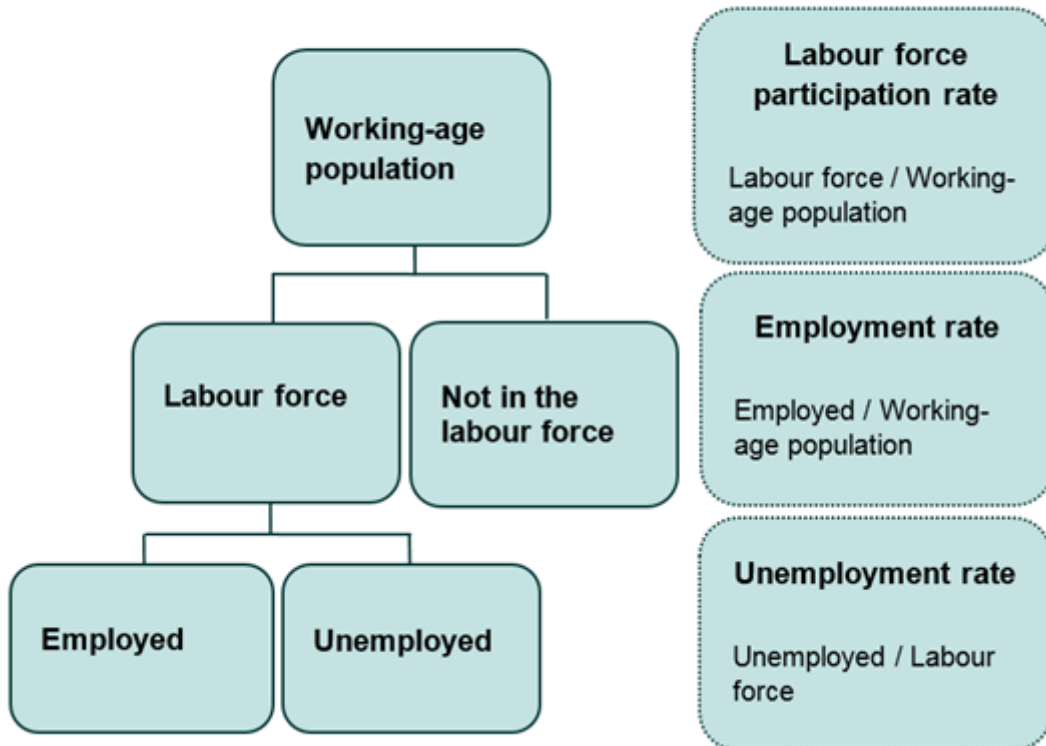 Working-age
population
Labour force
Not in the
labour force
Employed
Unemployed
Labour force
participation rate
Labour force / Working-
age population
Employment rate
Employed / Working-
age population
Unemployment rate
Unemployed / Labour
force